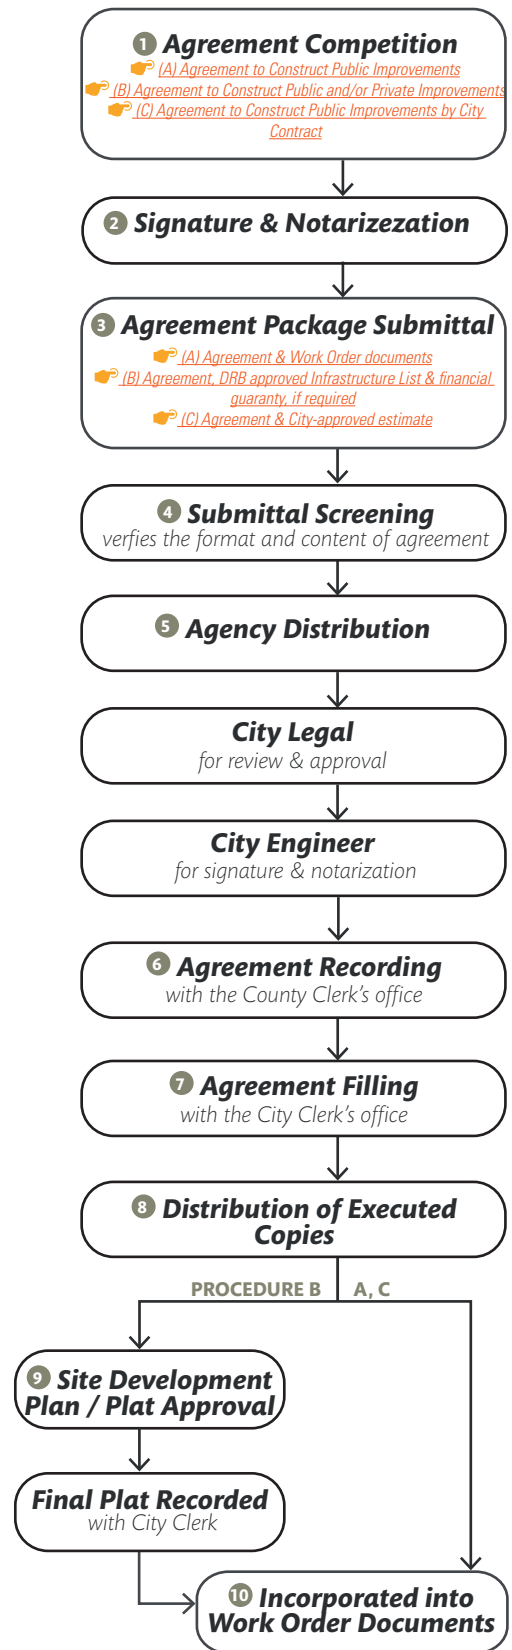 1 Agreement Competition
(A) Agreement to Construct Public Improvements
(B) Agreement to Construct Public and/or Private Improvements
(C) Agreement to Construct Public Improvements by City
Contract
2 Signature & Notarizezation
3 Agreement Package Submittal
(A) Agreement & Work Order documents
(B) Agreement, DRB approved Infrastructure List & financial
guaranty, if required
(C) Agreement & City-approved estimate
4 Submittal Screening
verfies the format and content of agreement
5 Agency Distribution
City Legal
for review & approval
City Engineer
for signature & notarization
6 Agreement Recording
with the County Clerk's office
7 Agreement Filling
with the City Clerk's office
8 Distribution of Executed
Copies
PROCEDURE B A, C
9 Site Development
Plan / Plat Approval
Final Plat Recorded
with City Clerk
10 Incorporated into
Work Order Documents